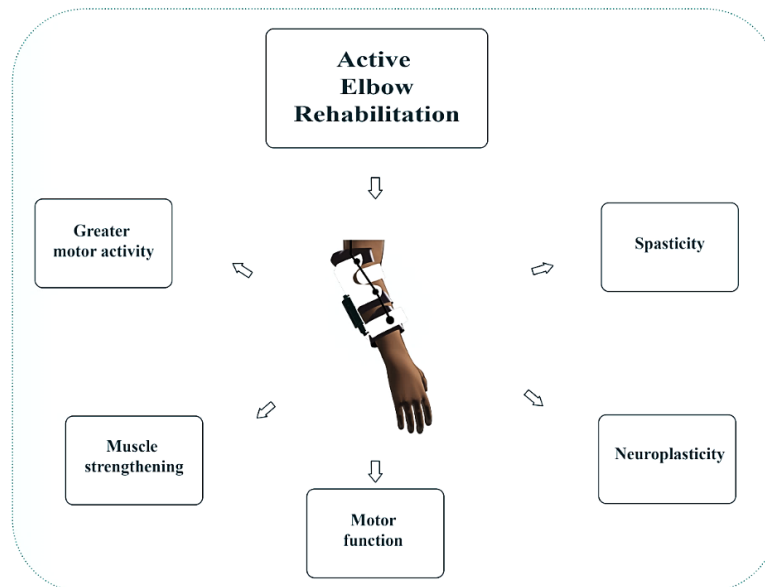 Active
Elbow
Rehabilitation
Greater
motor activity
Spasticity
Muscle
strengthening
Neuroplasticity
Motor
function